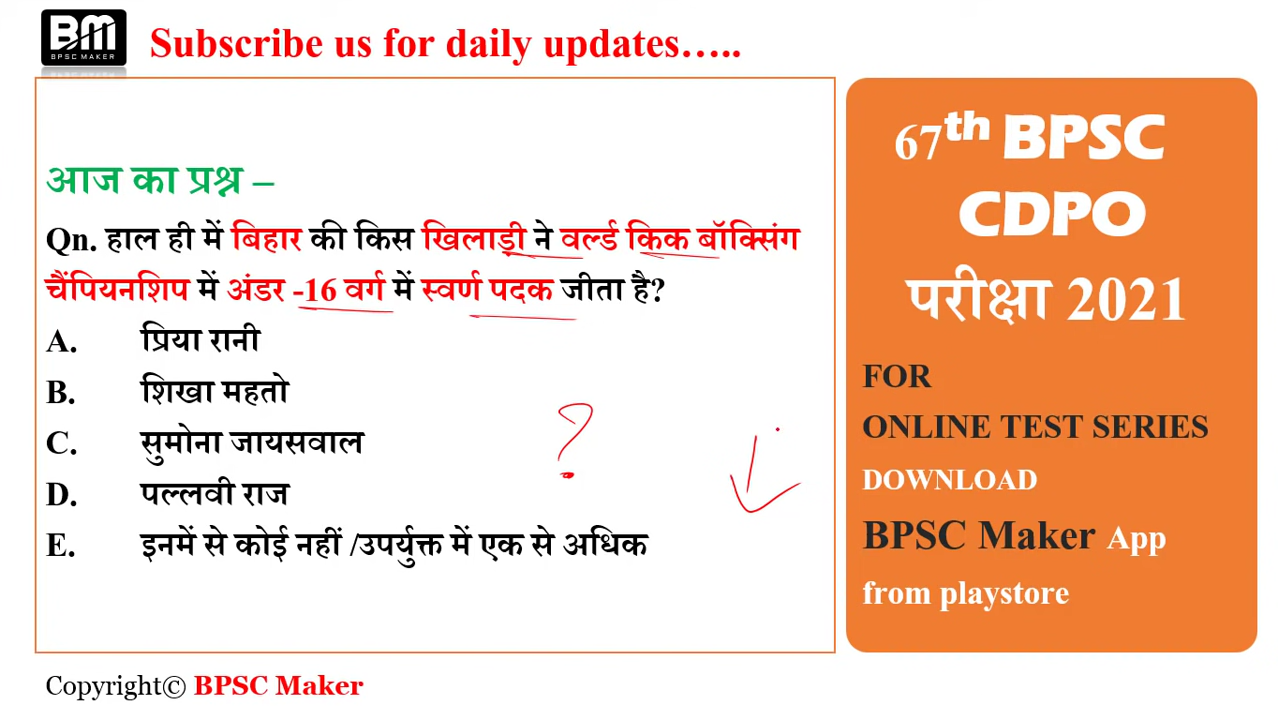 BM
BPSC MAKER
Subscribe us for daily updates…..
आज का प्रश्न –
Qn. हाल ही में बिहार की किस खिलाड़ी ने वर्ल्ड किक बॉक्सिंग
चैंपियनशिप में अंडर -16 वर्ग में स्वर्ण पदक जीता है?
A. प्रिया रानी
B. शिखा महतो
C. सुमोना जायसवाल
D. पल्लवी राज
E. इनमें से कोई नहीं /उपर्युक्त में एक से अधिक
?
67th BPSC
CDPO
परीक्षा 2021
FOR
ONLINE TEST SERIES
DOWNLOAD
BPSC Maker App
from playstore
Copyright© BPSC Maker